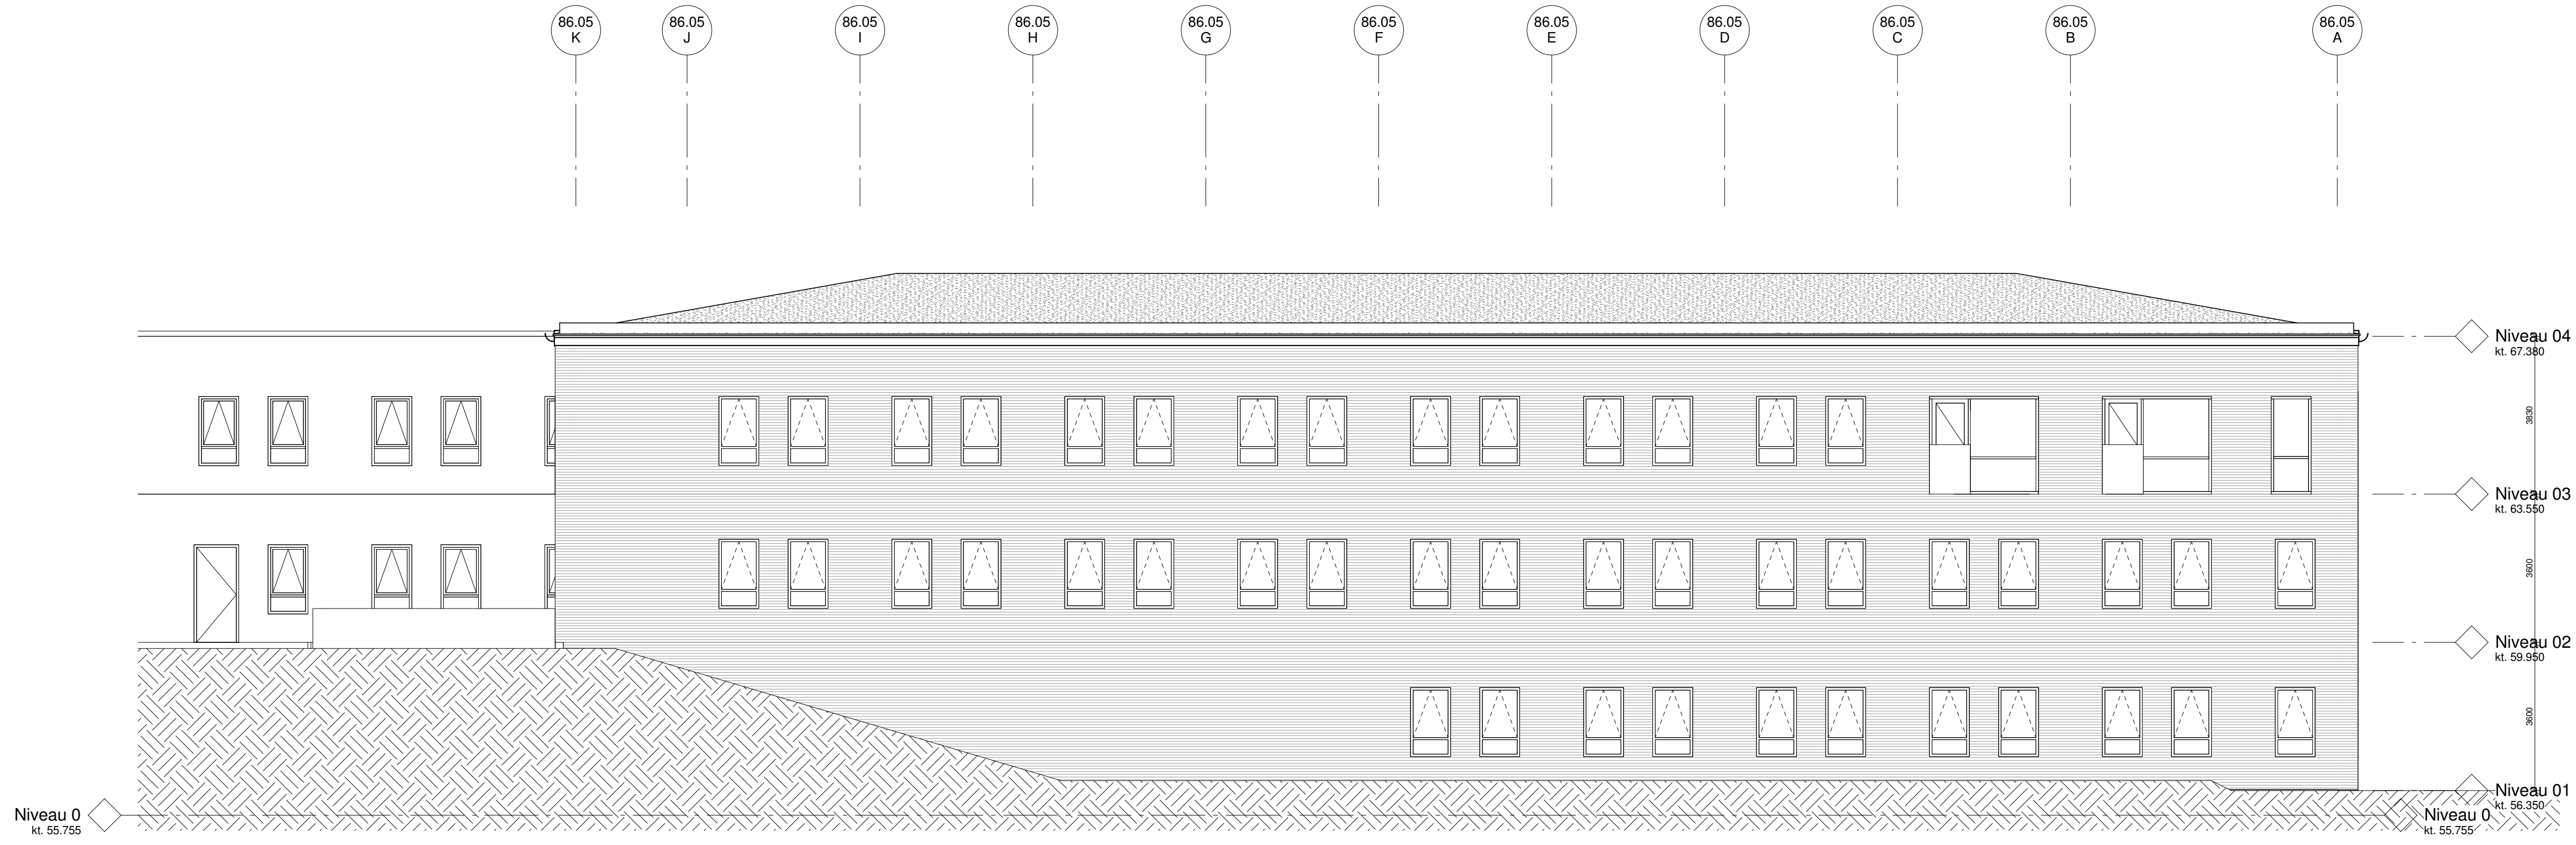 86.05
K
86.05
J
86.05
I
86.05
H
86.05
G
86.05
F
86.05
E
86.05
D
86.05
C
86.05
B
86.05
A
Niveau 04
kt. 67.380
3830
Niveau 03
kt. 63.550
3600
Niveau 02
kt. 59.950
3600
Niveau 01
kt. 56.350
Niveau 0
kt. 55.755
Niveau 0
kt. 55.755